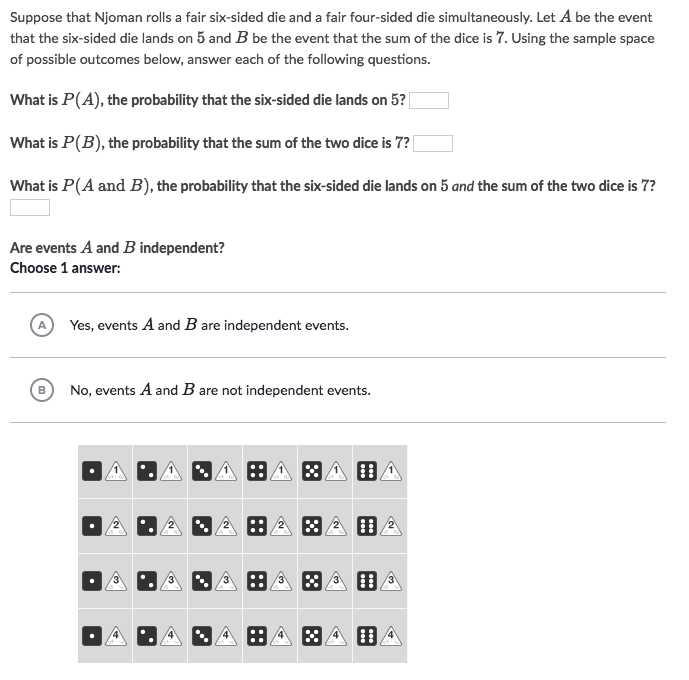 Suppose that Njoman rolls a fair six-sided die and a fair four-sided die simultaneously. Let A be the event
that the six-sided die lands on 5 and B be the event that the sum of the dice is 7. Using the sample space
of possible outcomes below, answer each of the following questions.
What is P(A), the probability that the six-sided die lands on 5?
What is P(B), the probability that the sum of the two dice is 7?
What is P(A and B), the probability that the six-sided die lands on 5 and the sum of the two dice is 7?
Are events A and B independent?
Choose 1 answer:
A Yes, events A and B are independent events.
B No, events A and B are not independent events.
1 1 1 1 1 1
2 2 2 2 2 2
3 3 3 3 3 3
4 4 4 4 4 4